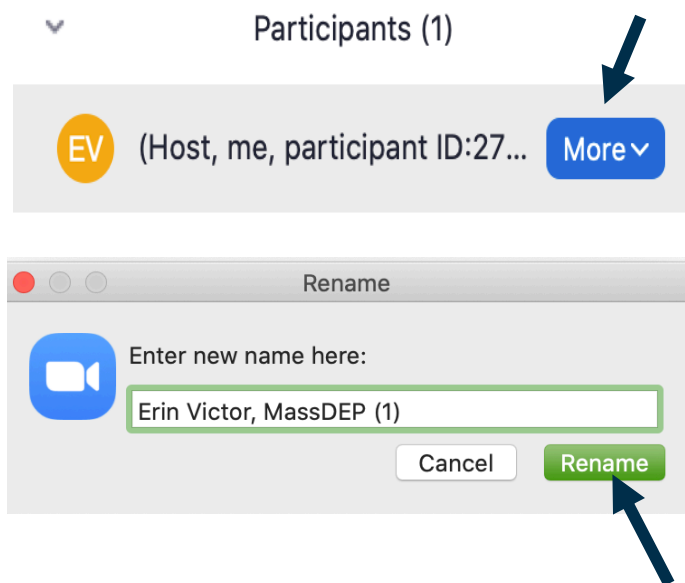 Participants (1)
EV (Host, me, participant ID:27... More
Rename
Enter new name here:
Erin Victor, MassDEP (1)
Cancel Rename